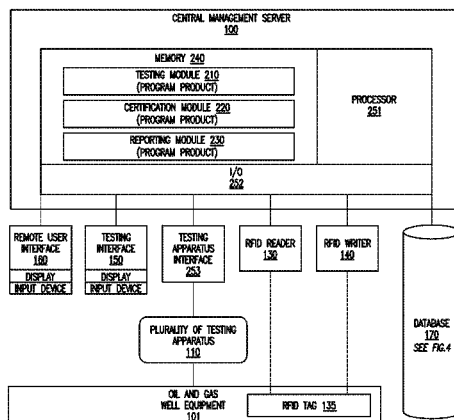 CENTRAL MANAGEMENT SERVER
100
MEMORY 240
TESTING MODULE 210
(PROGRAM PRODUCT)
CERTIFICATION MODULE 220
(PROGRAM PRODUCT)
REPORTING MODULE 230
(PROGRAM PRODUCT)
PROCESSOR
251
I/O
252
REMOTE USER
INTERFACE
160
DISPLAY
INPUT DEVICE
TESTING
INTERFACE
150
DISPLAY
INPUT DEVICE
TESTING
APPARATUS
INTERFACE
253
RFID READER
130
RFID WRITER
140
DATABASE
170
SEE FIG.4
PLURALITY OF TESTING
APPARATUS
110
OIL AND GAS
WELL EQUIPMENT
101
RFID TAG 135